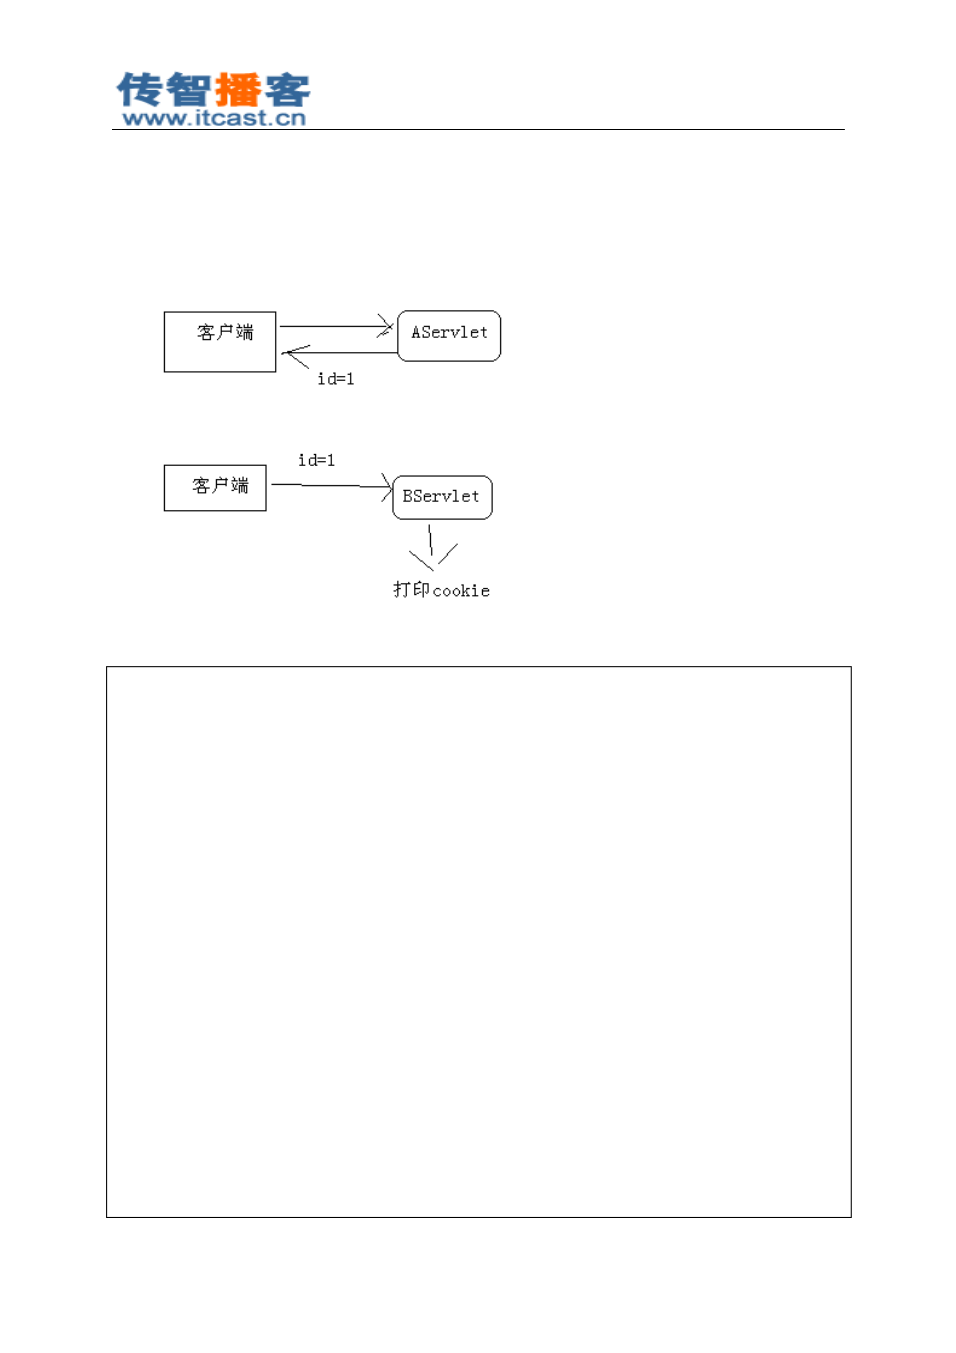 传智播客
www.itcast.cn
客户端
AServlet
id=1
id=1
客户端
BServlet
打印cookie